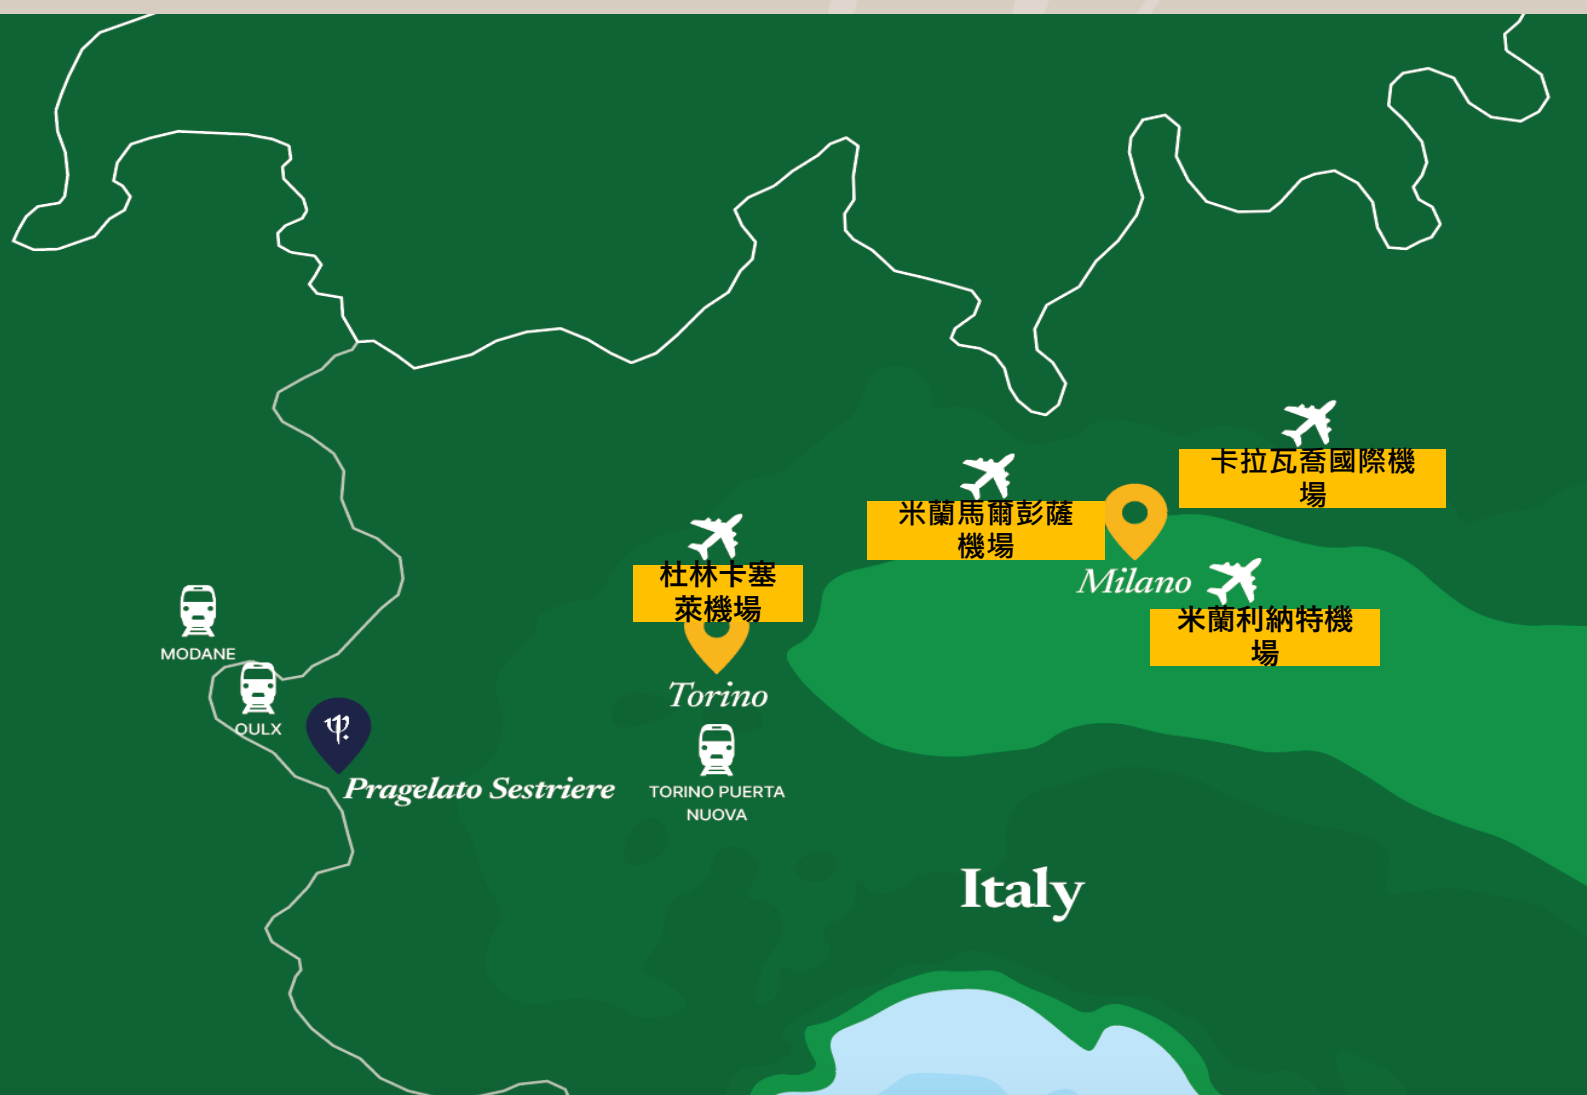 卡拉瓦喬國際機
場
米蘭馬爾彭薩
機場
杜林卡塞
萊機場
Milano
米蘭利納特機
場
MODANE
OULX
Torino
Pragelato Sestriere
TORINO PUERTA
NUOVA
Italy